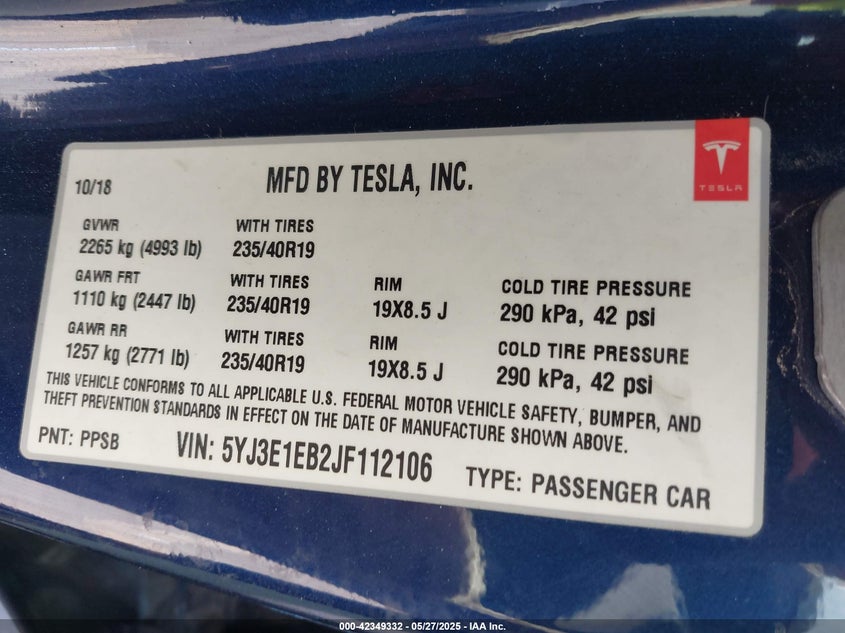 10/18
MFD BY TESLA, INC.
TESLA
GVWR
2265 kg (4993 lb)
WITH TIRES
235/40R19
GAWR FRT
1110 kg (2447 lb)
WITH TIRES
235/40R19
RIM
19X8.5 J
COLD TIRE PRESSURE
290 kPa, 42 psi
GAWR RR
1257 kg (2771 lb)
WITH TIRES
235/40R19
RIM
19X8.5 J
COLD TIRE PRESSURE
290 kPa, 42 psi
THIS VEHICLE CONFORMS TO ALL APPLICABLE U.S. FEDERAL MOTOR VEHICLE SAFETY, BUMPER, AND
THEFT PREVENTION STANDARDS IN EFFECT ON THE DATE OF MANUFACTURE SHOWN ABOVE.
PNT: PPSB
VIN: 5YJ3E1EB2JF112106
TYPE: PASSENGER CAR
000-42349332 - 05/27/2025 - IAA Inc.